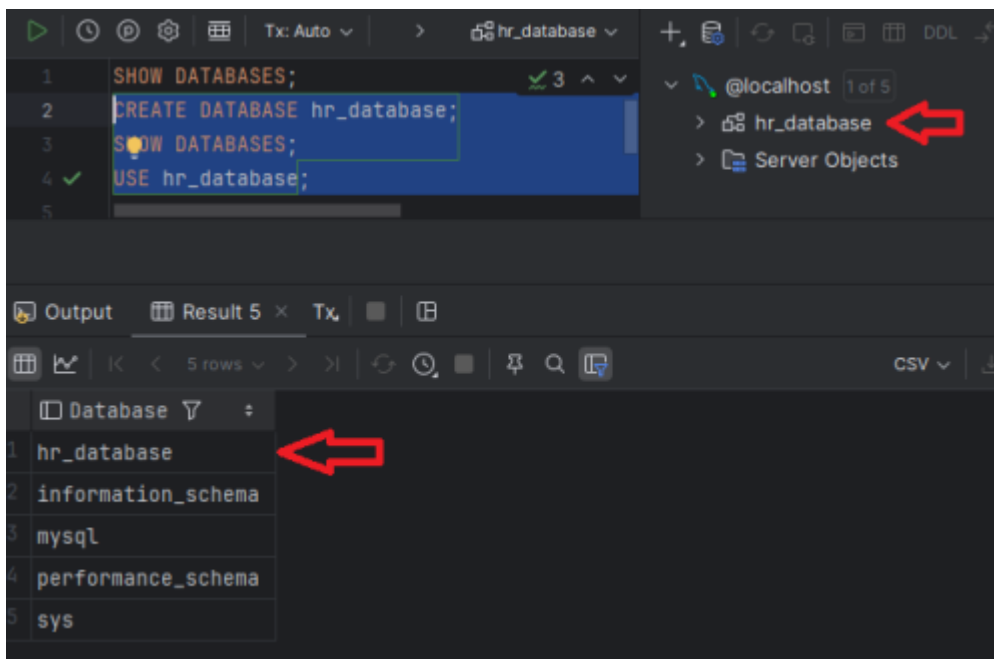 Tx: Auto
hr_database
DDL
1 SHOW DATABASES;
3
2 CREATE DATABASE hr_database;
3 SHOW DATABASES;
4 USE hr_database;
5
@localhost 1 of 5
hr_database
Server Objects
Output Result 5 × Tx
5 rows
CSV
Database
1 hr_database
2 information_schema
3 mysql
4 performance_schema
5 sys